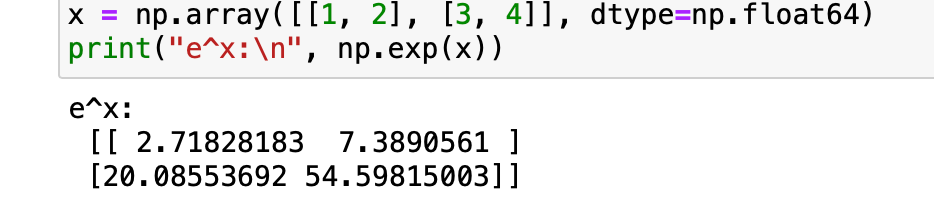 x = np.array([[1, 2], [3, 4]], dtype=np.float64)
print("e^x:\n", np.exp(x))
e^x:
 [[ 2.71828183  7.3890561 ]
 [20.08553692 54.59815003]]